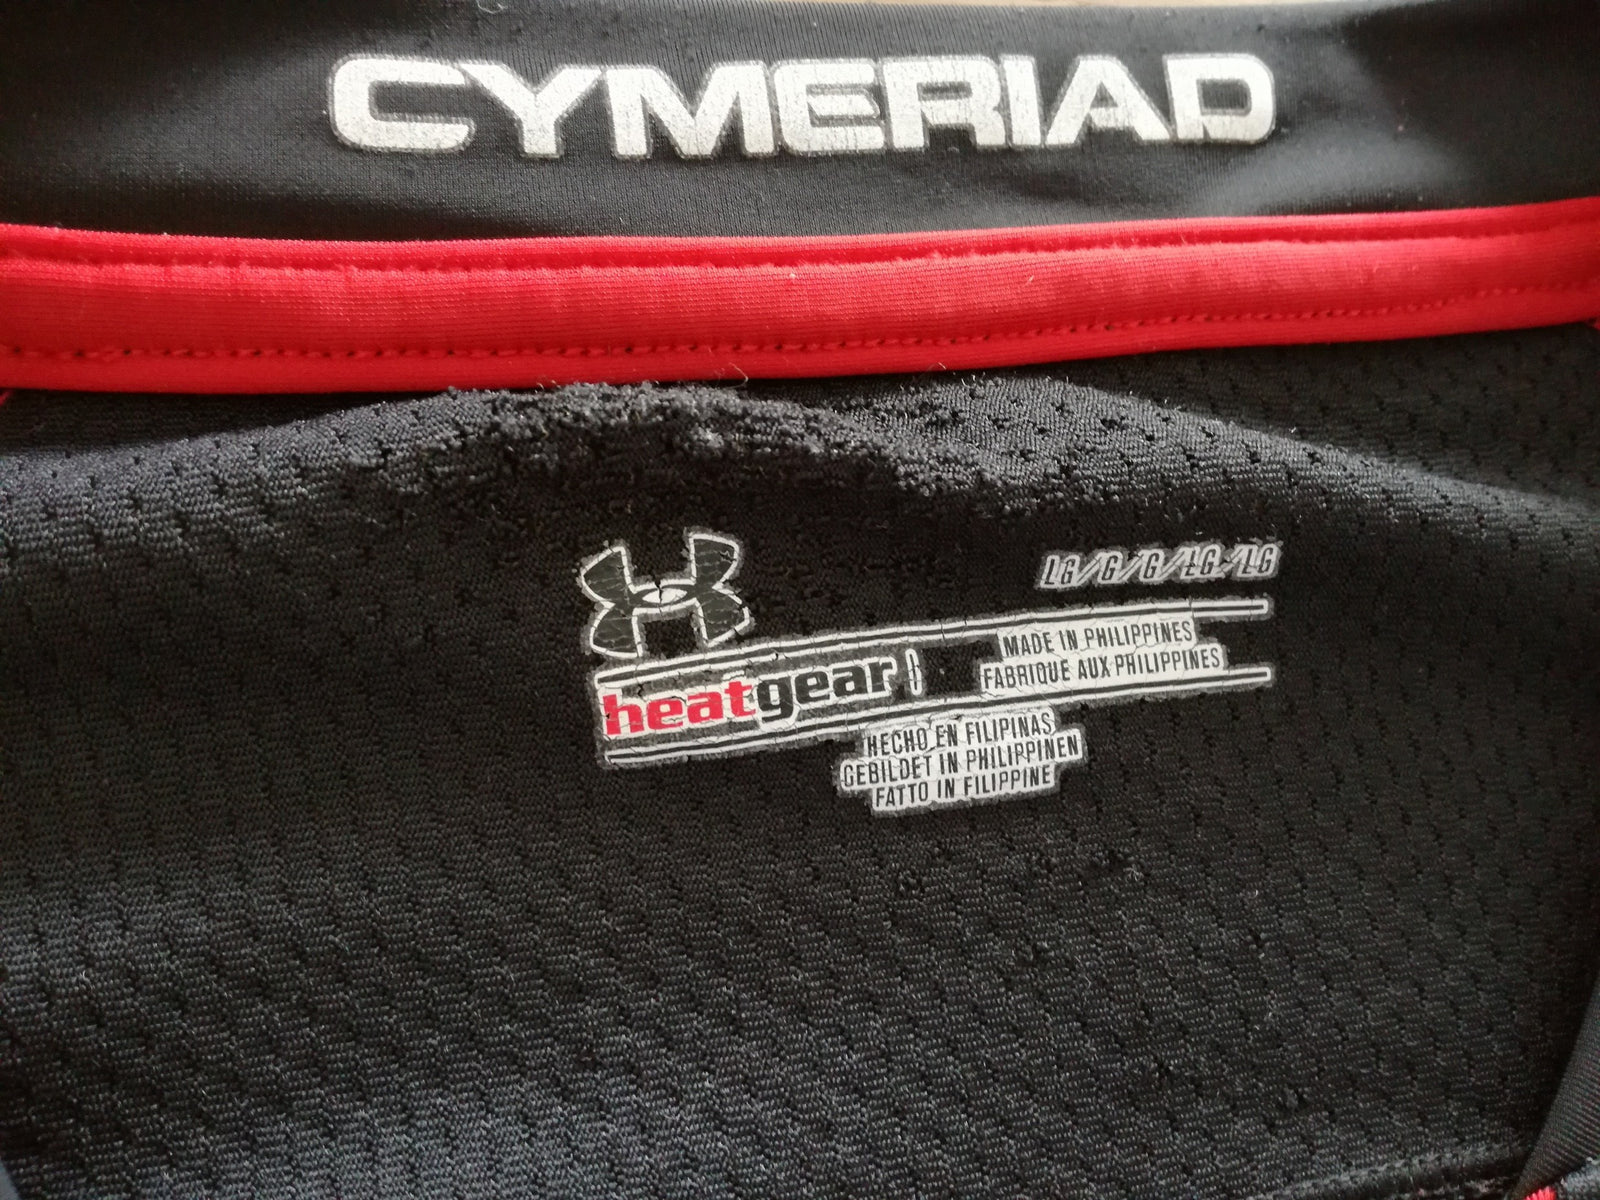 CYMERIAD
LG/G/G/LG/LG
heatgear
MADE IN PHILIPPINES
FABRIQUE AUX PHILIPPINES
HECHO EN FILIPINAS
GEBILDET IN PHILIPPINEN
FATTO IN FILIPPINE